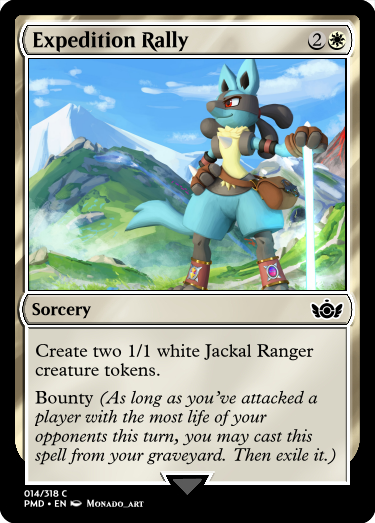 Expedition Rally 2
Sorcery
Create two 1/1 white Jackal Ranger
creature tokens.
Bounty (As long as you've attacked a
player with the most life of your
opponents this turn, you may cast this
spell from your graveyard. Then exile it.)
014/318 C
PMD • EN Monado_art